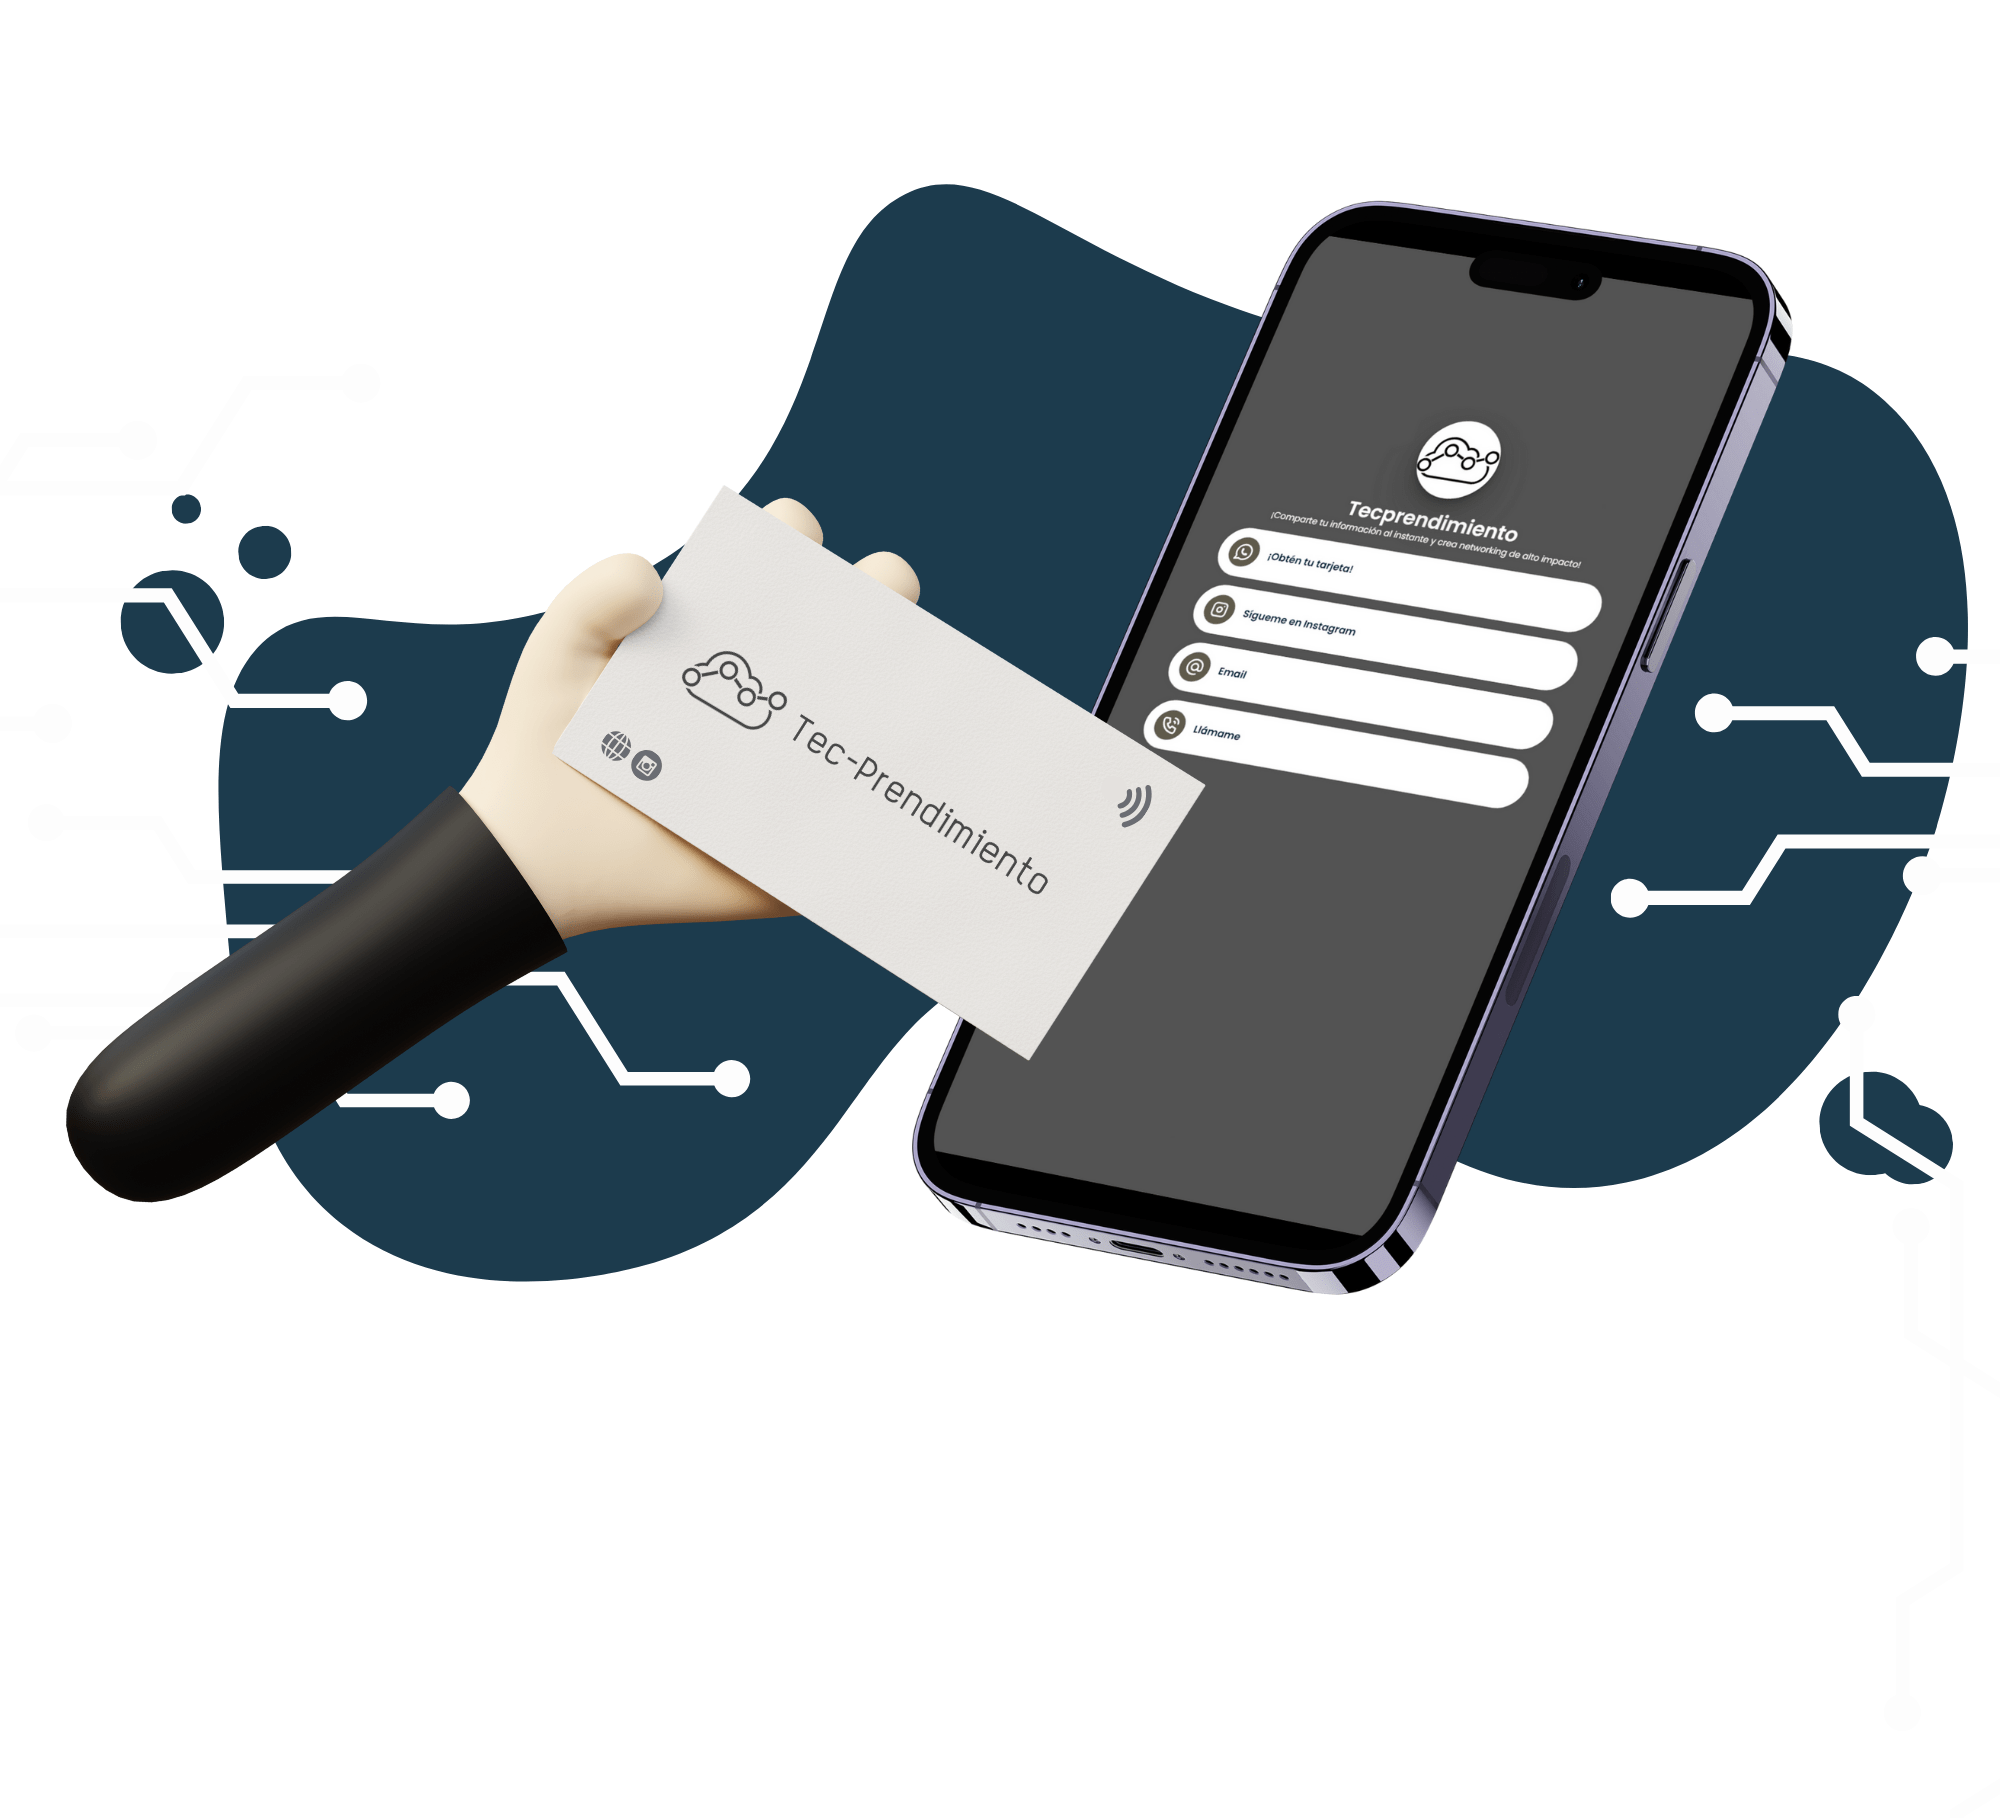 Tec-Prendimiento
Tecprendimiento
¡Comparte tu información al instante y crea networking de alto impacto!
¡Obtén tu tarjeta!
Sígueme en Instagram
Email
Llámame